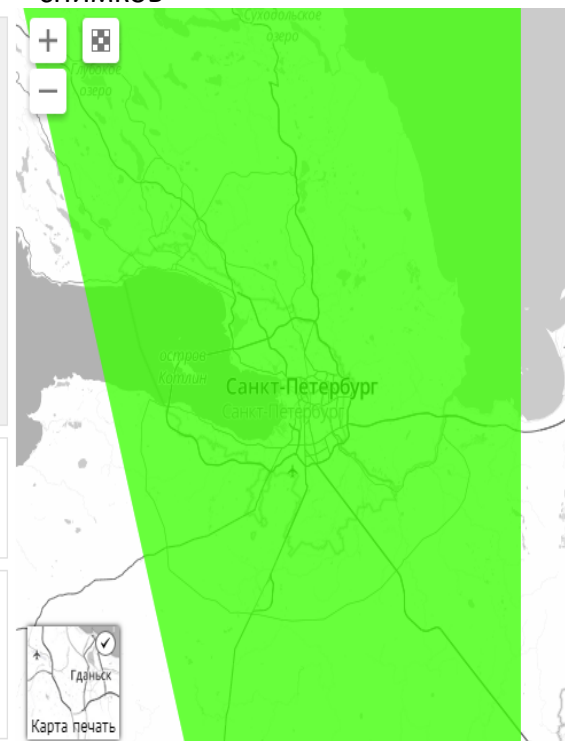 снимков
Суходольское
озеро
Глубокое
озеро
остров
Котлин
Санкт-Петербург
Санкт-Петербург
Гданьск
Карта печать